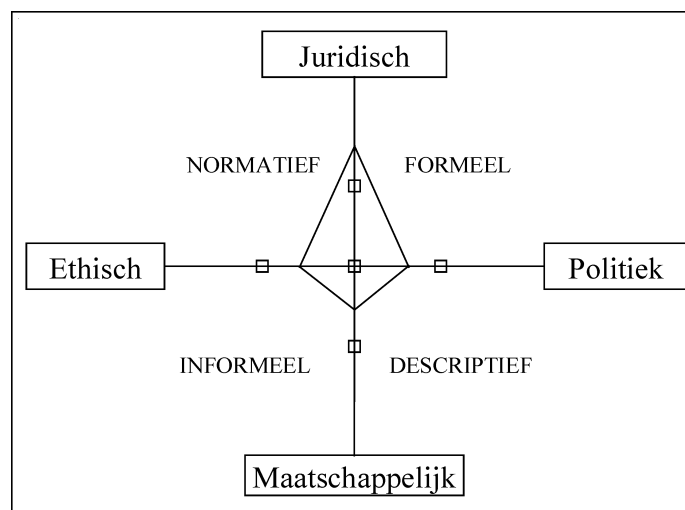 Juridisch
NORMATIEF
FORMEEL
Ethisch
Politiek
INFORMEEL
DESCRIPTIEF
Maatschappelijk